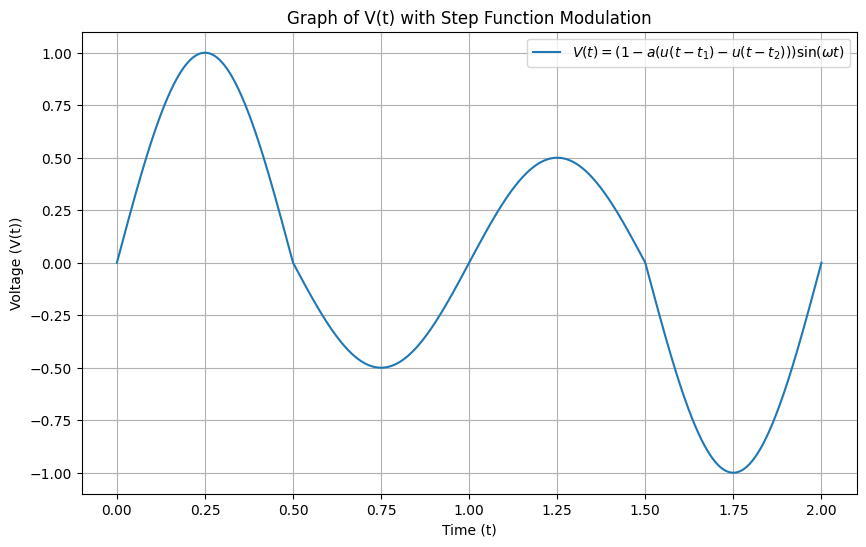 Graph of V(t) with Step Function Modulation
V(t) = (1 − a(u(t − t₁) − u(t − t₂)))sin(ωt)
1.00
0.75
0.50
0.25
0.00
−0.25
−0.50
−0.75
−1.00
Voltage (V(t))
0.00 0.25 0.50 0.75 1.00 1.25 1.50 1.75 2.00
Time (t)